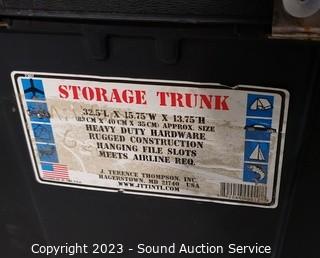 STORAGE TRUNK
32.5"L X 15.75"W X 13.75"H
(83CM X 40CM X 35CM) APPROX. SIZE
HEAVY DUTY HARDWARE
RUGGED CONSTRUCTION
HANGING FILE SLOTS
MEETS AIRLINE REQ.
J. TERENCE THOMPSON, INC.
HAGERSTOWN, MD 21740 USA
WWW.JTTINTL.COM
Copyright 2023 - Sound Auction Service